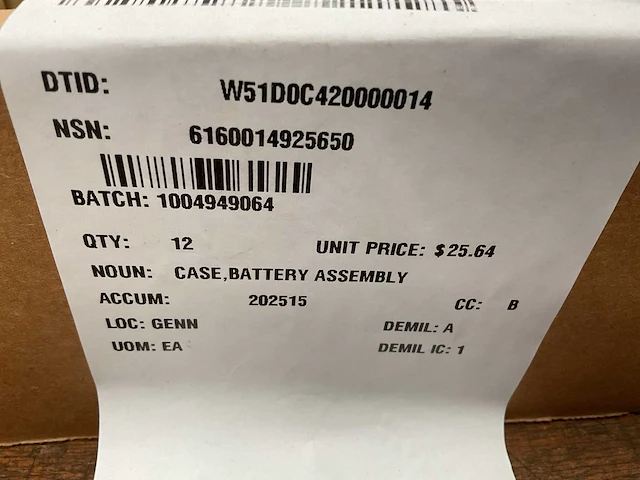 DTID: W51D0C420000014
NSN: 6160014925650
BATCH: 1004949064
QTY: 12 UNIT PRICE: $25.64
NOUN: CASE,BATTERY ASSEMBLY
ACCUM: 202515 CC: B
LOC: GENN DEMIL: A
UOM: EA DEMIL IC: 1